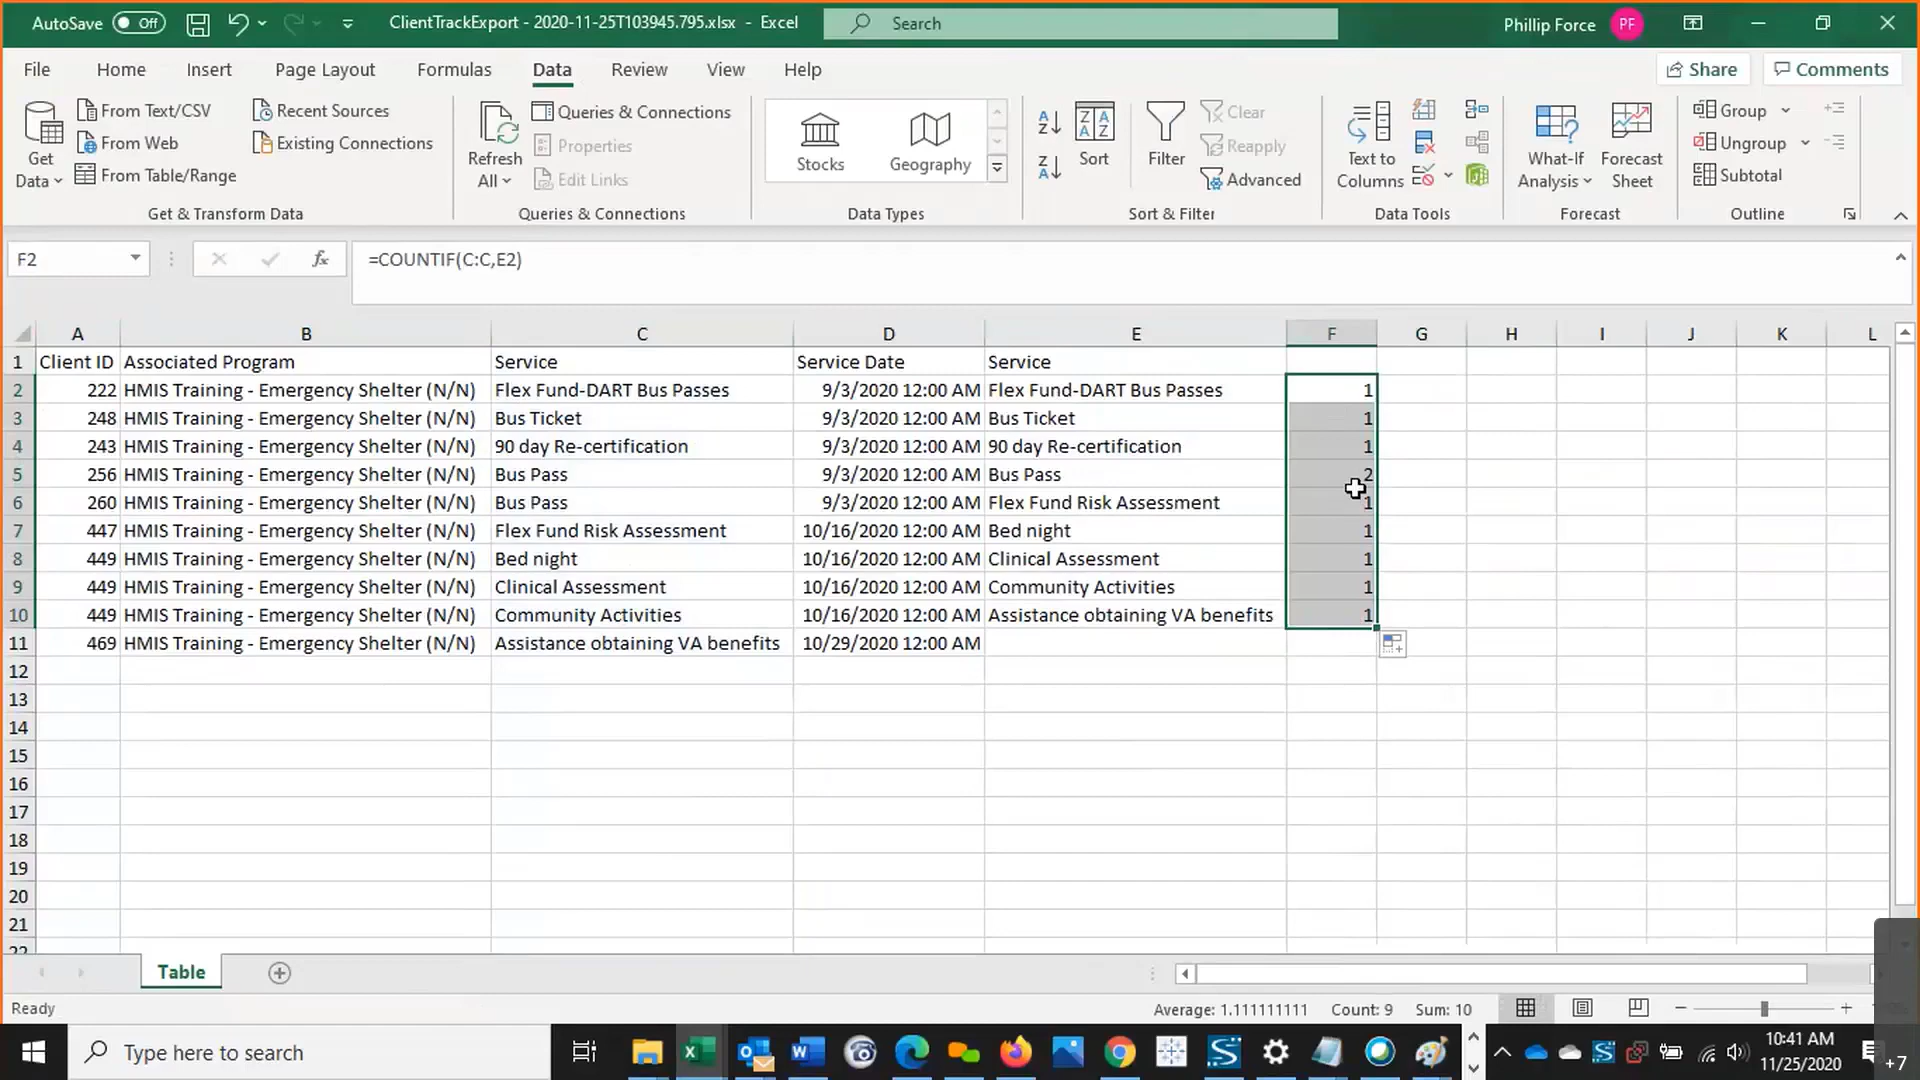 AutoSave Off ClientTrackExport - 2020-11-25T103945.795.xlsx - Excel Search Phillip Force PF
File Home Insert Page Layout Formulas Data Review View Help Share Comments
Get Data
From Text/CSV
From Web
From Table/Range
Recent Sources
Existing Connections
Get & Transform Data
Refresh All
Queries & Connections
Properties
Edit Links
Queries & Connections
Stocks
Geography
Data Types
Sort
Filter
Clear
Reapply
Advanced
Sort & Filter
Text to Columns
Data Tools
What-If Analysis
Forecast Sheet
Forecast
Group
Ungroup
Subtotal
Outline
F2 fx =COUNTIF(C:C,E2)
A B C D E F G H I J K L
1 Client ID Associated Program Service Service Date Service
2 222 HMIS Training - Emergency Shelter (N/N) Flex Fund-DART Bus Passes 9/3/2020 12:00 AM Flex Fund-DART Bus Passes 1
3 248 HMIS Training - Emergency Shelter (N/N) Bus Ticket 9/3/2020 12:00 AM Bus Ticket 1
4 243 HMIS Training - Emergency Shelter (N/N) 90 day Re-certification 9/3/2020 12:00 AM 90 day Re-certification 1
5 256 HMIS Training - Emergency Shelter (N/N) Bus Pass 9/3/2020 12:00 AM Bus Pass 2
6 260 HMIS Training - Emergency Shelter (N/N) Bus Pass 9/3/2020 12:00 AM Flex Fund Risk Assessment 1
7 447 HMIS Training - Emergency Shelter (N/N) Flex Fund Risk Assessment 10/16/2020 12:00 AM Bed night 1
8 449 HMIS Training - Emergency Shelter (N/N) Bed night 10/16/2020 12:00 AM Clinical Assessment 1
9 449 HMIS Training - Emergency Shelter (N/N) Clinical Assessment 10/16/2020 12:00 AM Community Activities 1
10 449 HMIS Training - Emergency Shelter (N/N) Community Activities 10/16/2020 12:00 AM Assistance obtaining VA benefits 1
11 469 HMIS Training - Emergency Shelter (N/N) Assistance obtaining VA benefits 10/29/2020 12:00 AM
12
13
14
15
16
17
18
19
20
21
22
Table
Ready Average: 1.111111111 Count: 9 Sum: 10
Type here to search 10:41 AM
11/25/2020
+7